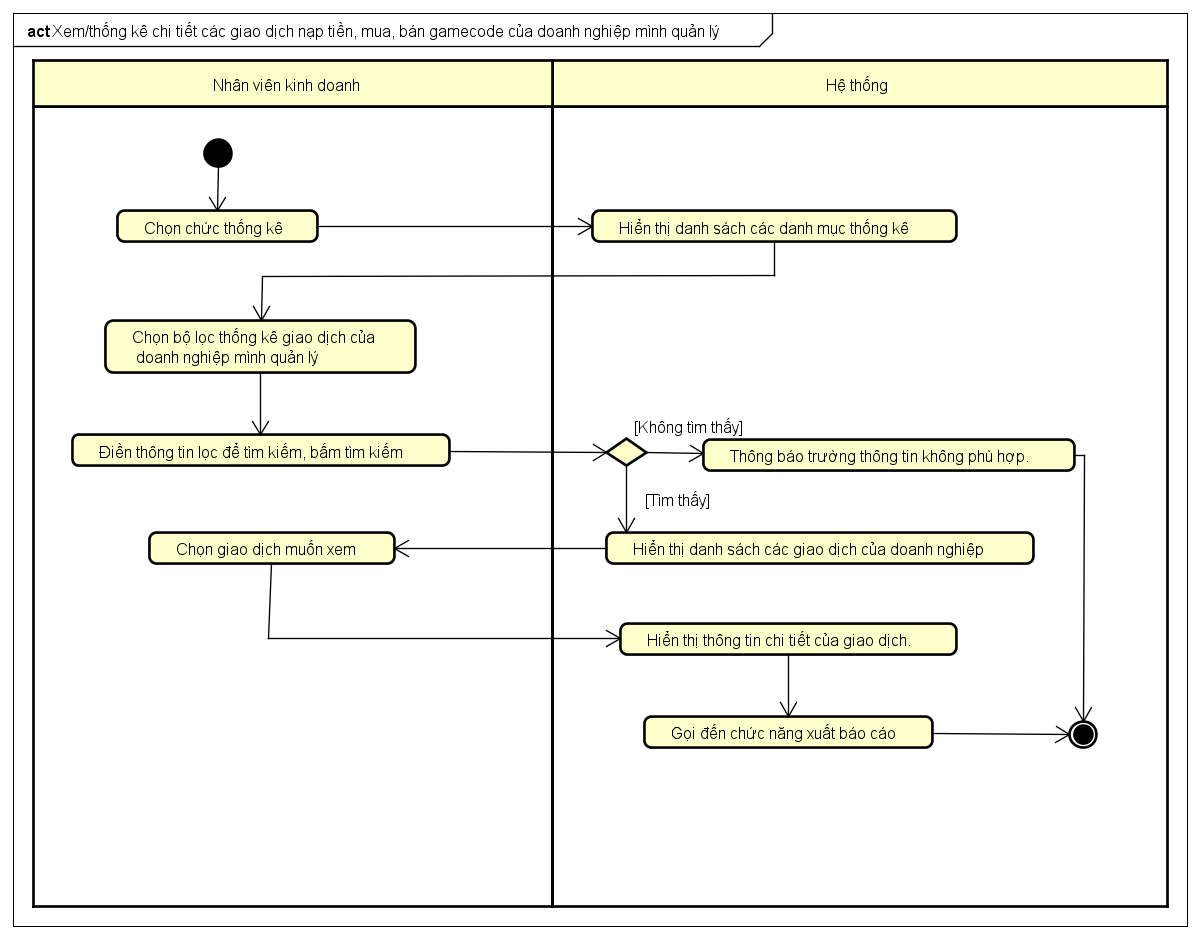 act Xem/thống kê chi tiết các giao dịch nạp tiền, mua, bán gamecode của doanh nghiệp mình quản lý
Nhân viên kinh doanh
Hệ thống
Chọn chức thống kê
Hiển thị danh sách các danh mục thống kê
Chọn bộ lọc thống kê giao dịch của
doanh nghiệp mình quản lý
[Không tìm thấy]
Điền thông tin lọc để tìm kiếm, bấm tìm kiếm
Thông báo trường thông tin không phù hợp.
[Tìm thấy]
Chọn giao dịch muốn xem
Hiển thị danh sách các giao dịch của doanh nghiệp
Hiển thị thông tin chi tiết của giao dịch.
Gọi đến chức năng xuất báo cáo